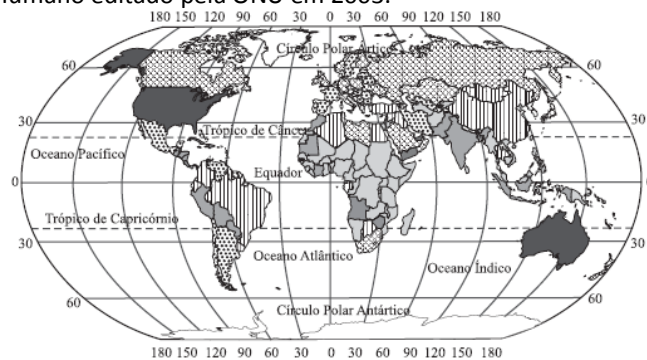 humano editado pela ONU em 2005.
180 150 120 90 60 30 0 30 60 90 120 150 180
Círculo Polar Ártico
60
60
30
30
Trópico de Câncer
Oceano Pacífico
Equador
0
0
Trópico de Capricórnio
30
30
Oceano Atlântico
Oceano Índico
60
60
Círculo Polar Antártico
180 150 120 90 60 30 0 30 60 90 120 150 180